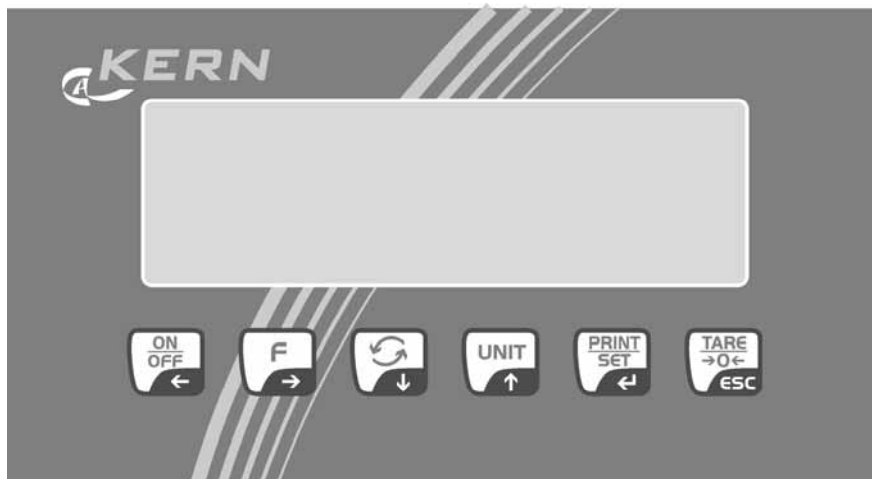 KERN
ON
OFF
←
F
→
↓
UNIT
↑
PRINT
SET
↵
TARE
→0←
ESC